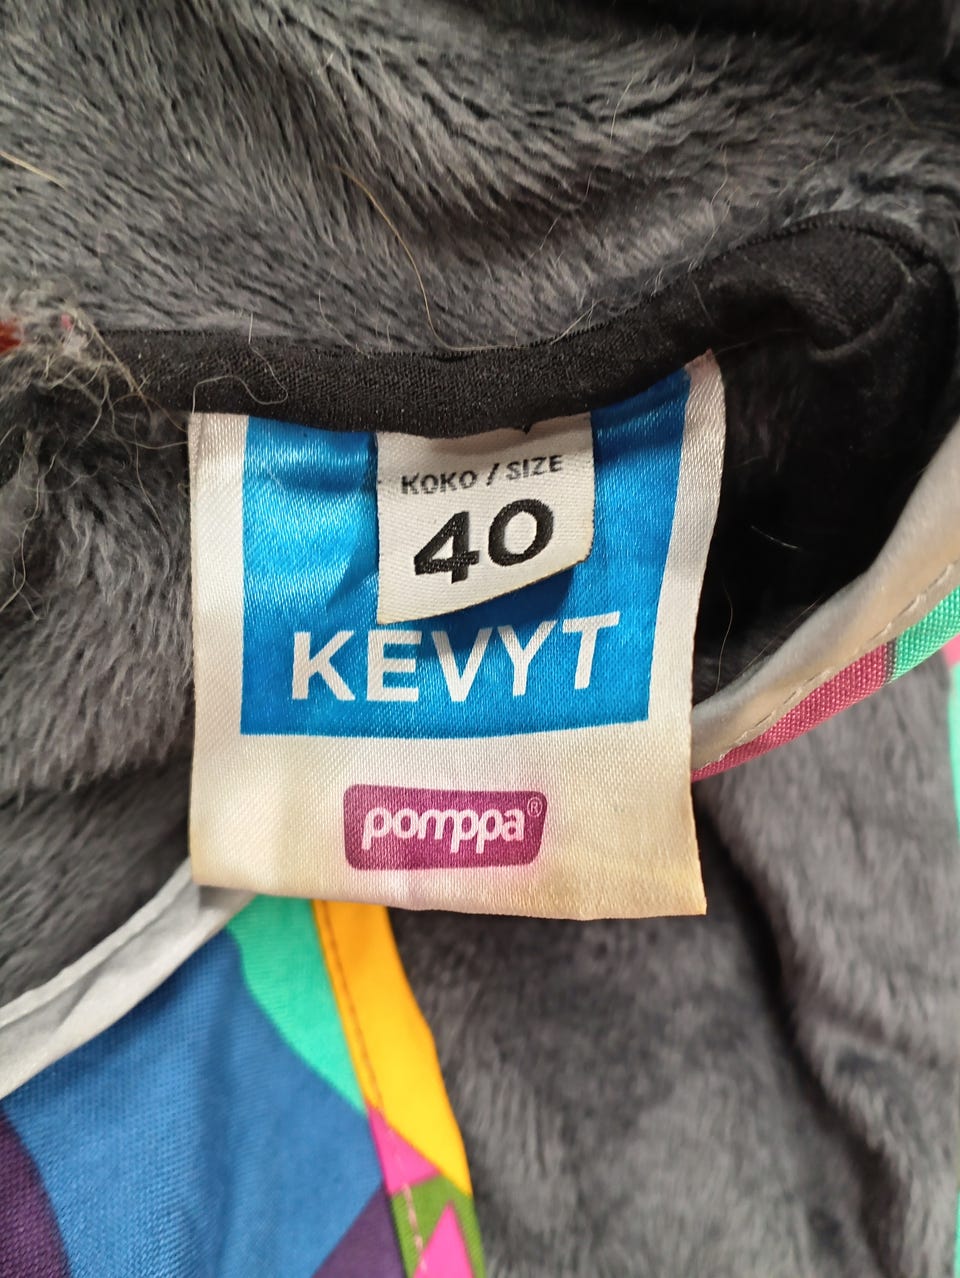 KOKO / SIZE
40
KEVYT
pomppa®